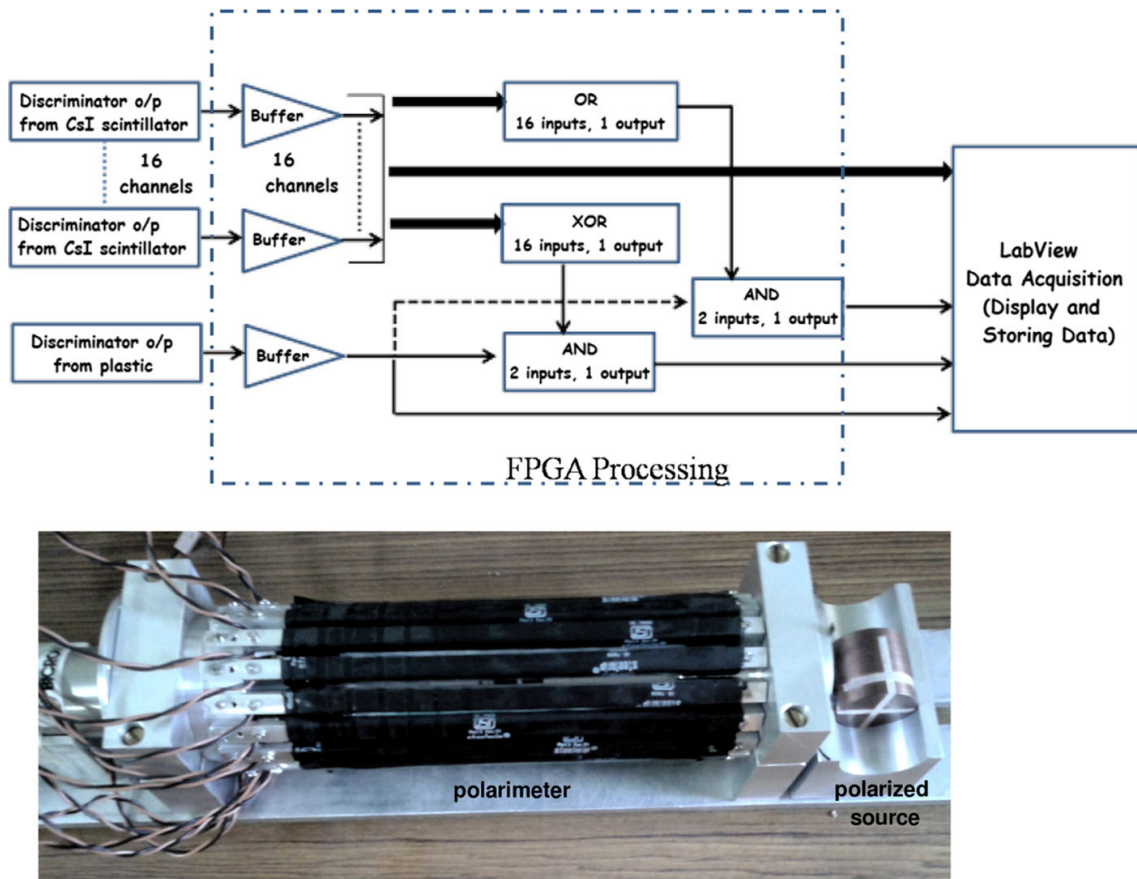 Discriminator o/p
from CsI scintillator
Buffer
OR
16 inputs, 1 output
16
channels
16
channels
Discriminator o/p
from CsI scintillator
Buffer
XOR
16 inputs, 1 output
LabView
Data Acquisition
(Display and
Storing Data)
AND
2 inputs, 1 output
Discriminator o/p
from plastic
Buffer
AND
2 inputs, 1 output
FPGA Processing
polarimeter
polarized
source